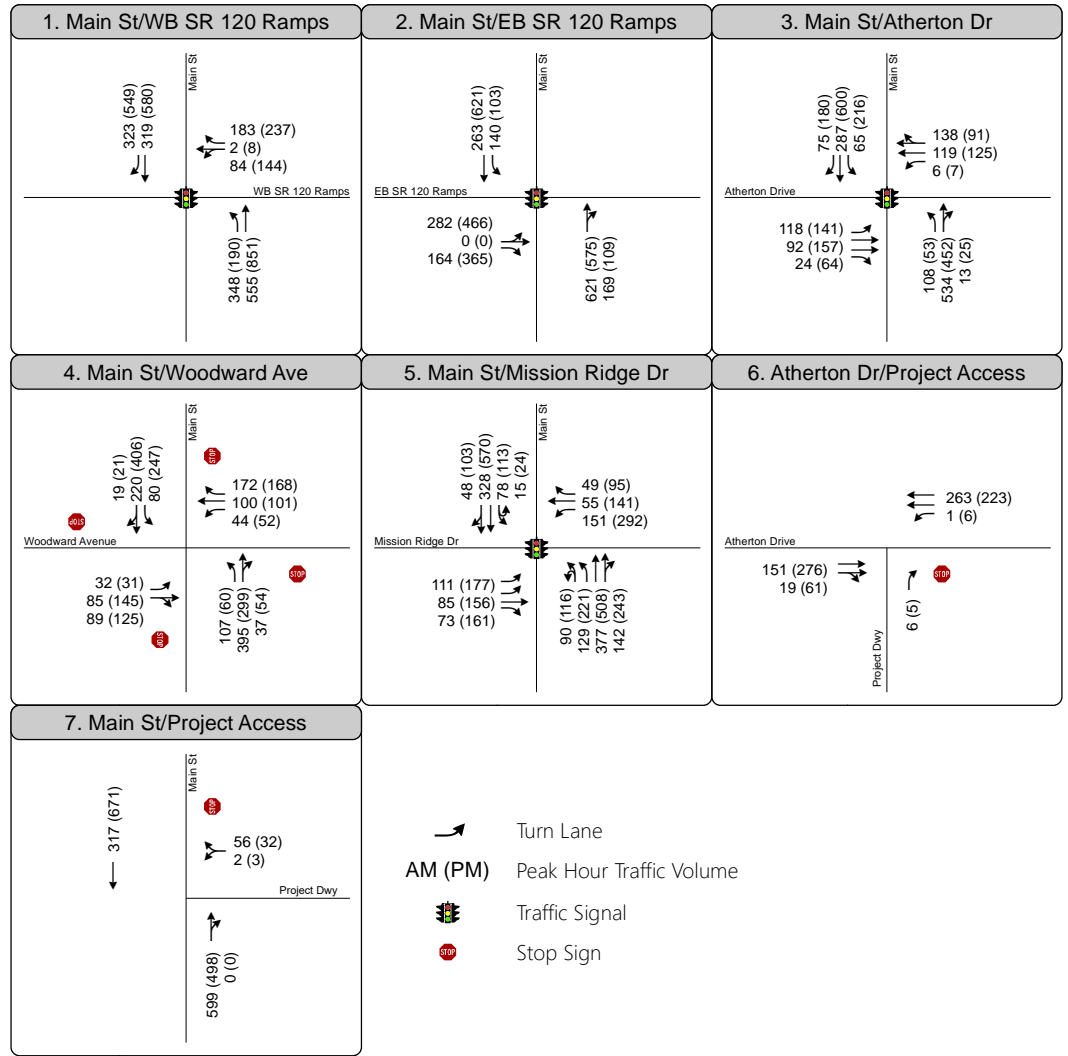 1. Main St/WB SR 120 Ramps
323 (549)
319 (580)
Main St
183 (237)
2 (8)
84 (144)
WB SR 120 Ramps
348 (190)
555 (851)
2. Main St/EB SR 120 Ramps
263 (621)
140 (103)
Main St
EB SR 120 Ramps
282 (466)
0 (0)
164 (365)
621 (575)
169 (109)
3. Main St/Atherton Dr
75 (180)
287 (600)
65 (216)
Main St
138 (91)
119 (125)
6 (7)
Atherton Drive
118 (141)
92 (157)
24 (64)
108 (53)
534 (452)
13 (25)
4. Main St/Woodward Ave
19 (21)
220 (406)
80 (247)
Main St
STOP
172 (168)
100 (101)
44 (52)
STOP
Woodward Avenue
STOP
32 (31)
85 (145)
89 (125)
STOP
107 (60)
395 (299)
37 (54)
5. Main St/Mission Ridge Dr
48 (103)
328 (570)
78 (113)
15 (24)
Main St
49 (95)
55 (141)
151 (292)
Mission Ridge Dr
111 (177)
85 (156)
73 (161)
90 (116)
129 (221)
377 (508)
142 (243)
6. Atherton Dr/Project Access
263 (223)
1 (6)
Atherton Drive
151 (276)
19 (61)
STOP
6 (5)
Project Dwy
7. Main St/Project Access
317 (671)
Main St
STOP
56 (32)
2 (3)
Project Dwy
599 (498)
0 (0)
Turn Lane
AM (PM) Peak Hour Traffic Volume
Traffic Signal
STOP Stop Sign